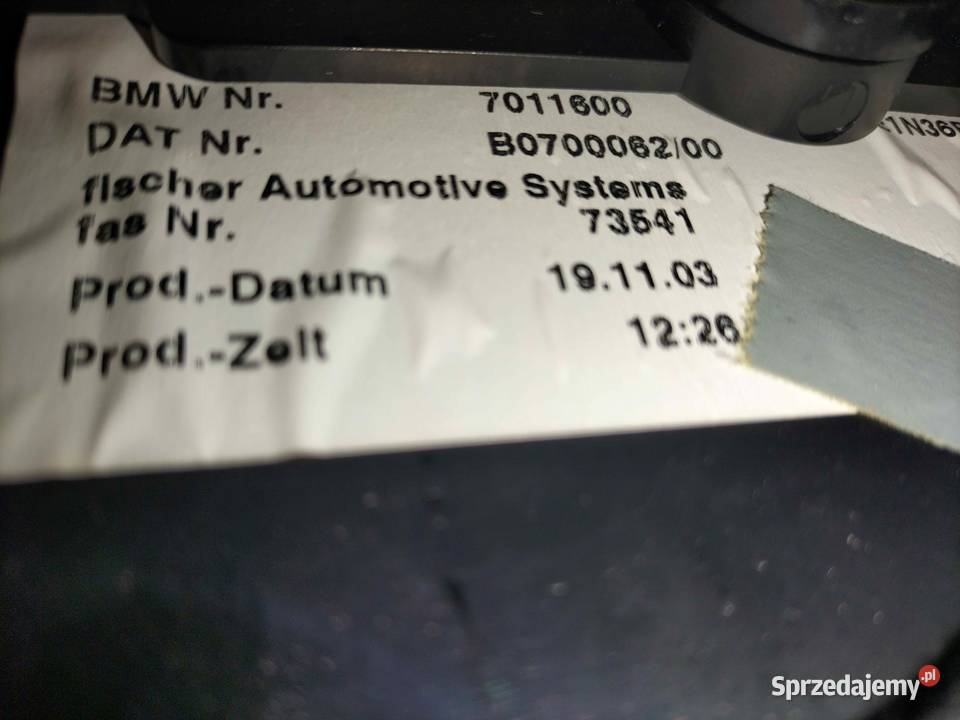 BMW Nr. 7011600
DAT Nr. B0700062/00
fischer Automotive Systems
fas Nr. 73541
Prod.-Datum 19.11.03
Prod.-Zeit 12:26
Sprzedajemy.pl